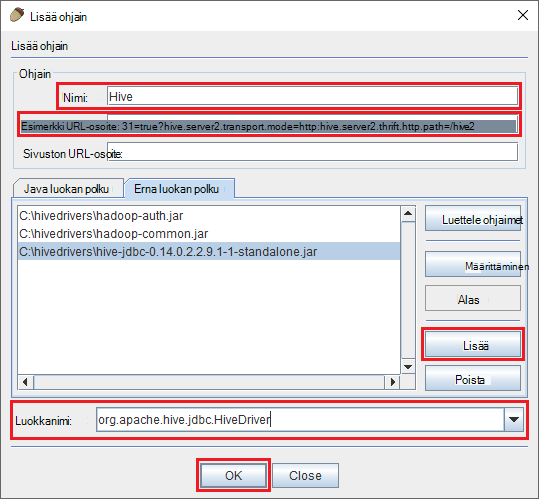 Lisää ohjain
Lisää ohjain
Ohjain
Nimi: Hive
Esimerkki URL-osoite: 31=true?hive.server2.transport.mode=http:hive.server2.thrift.http.path=/hive2
Sivuston URL-osoite:
Java luokan polku Erna luokan polku
C:\hivedrivers\hadoop-auth.jar
C:\hivedrivers\hadoop-common.jar
C:\hivedrivers\hive-jdbc-0.14.0.2.2.9.1-1-standalone.jar
Luettele ohjaimet
Määrittäminen
Alas
Lisää
Poista
Luokkanimi: org.apache.hive.jdbc.HiveDriver
OK Close